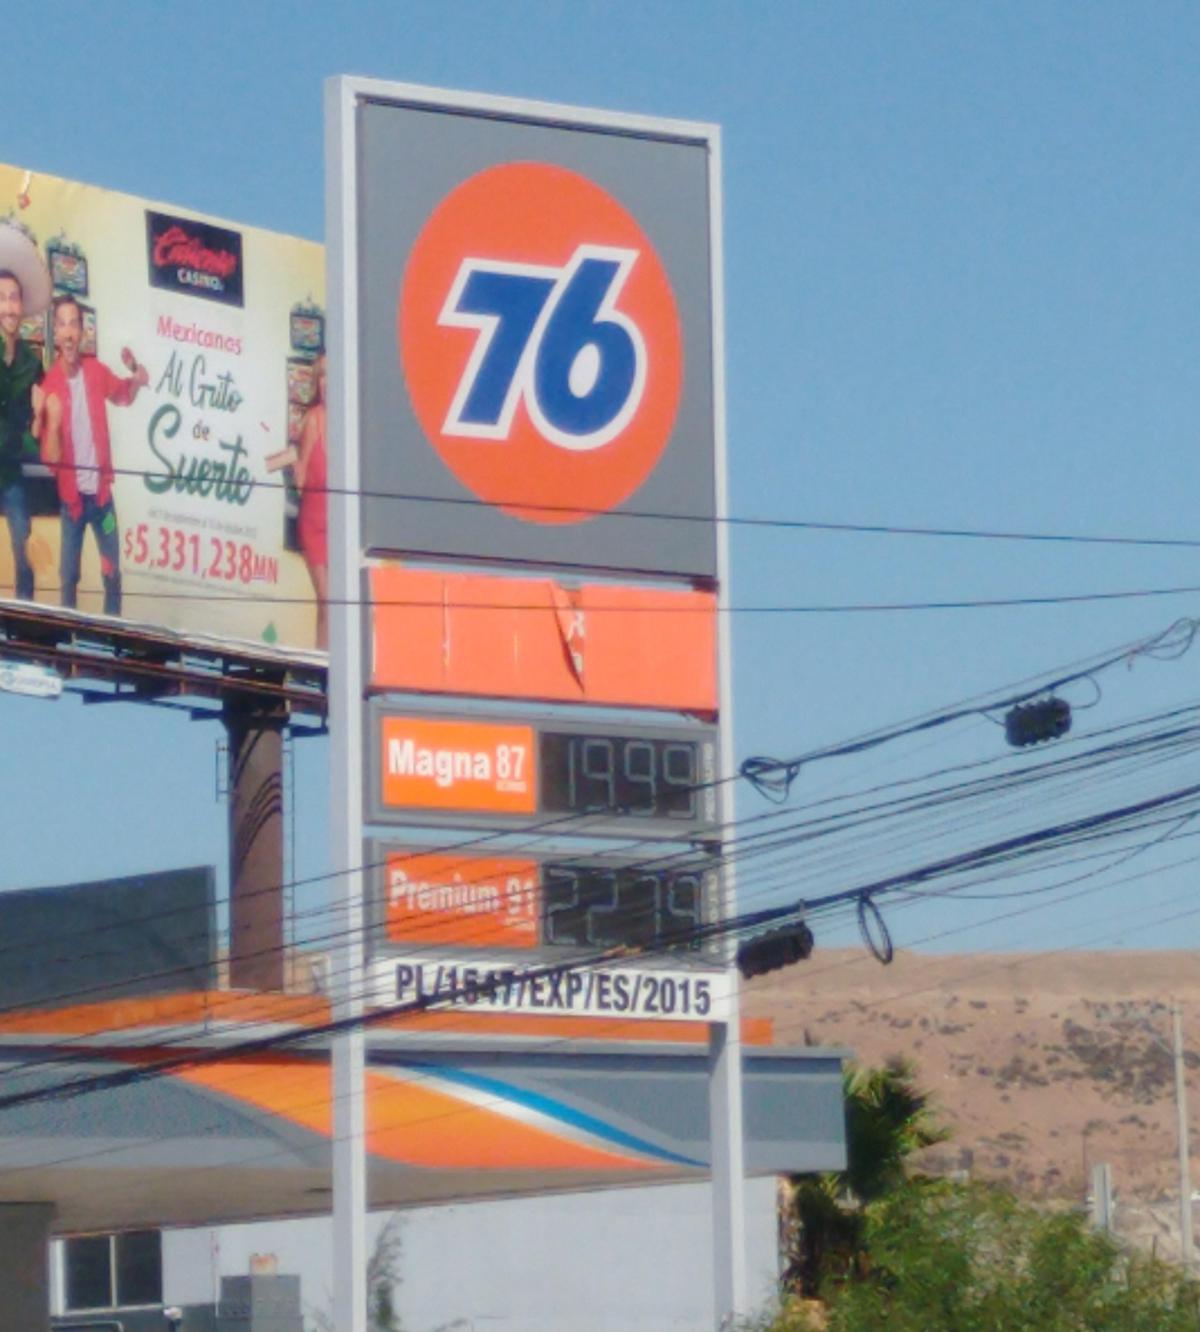 Caliente
CASINO
Mexicanos
Al Grito
de
Suerte
$5,331,238MN
76
Magna 87
19.99
Premium 91
22.79
PL/1547/EXP/ES/2015